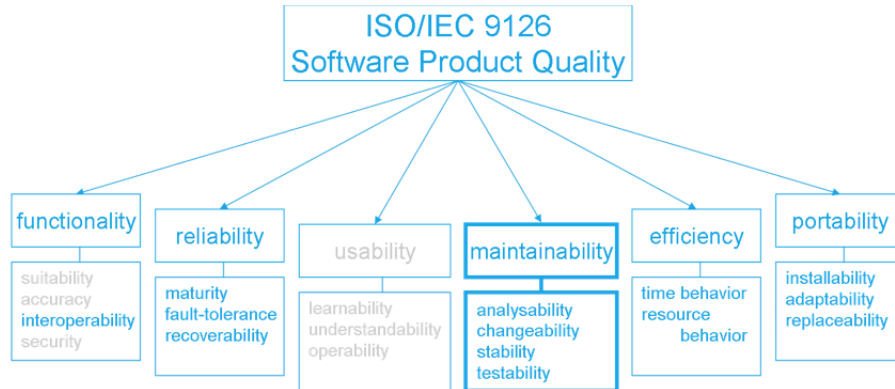 ISO/IEC 9126
Software Product Quality
functionality
suitability
accuracy
interoperability
security
reliability
maturity
fault-tolerance
recoverability
usability
learnability
understandability
operability
maintainability
analysability
changeability
stability
testability
efficiency
time behavior
resource
behavior
portability
installability
adaptability
replaceability